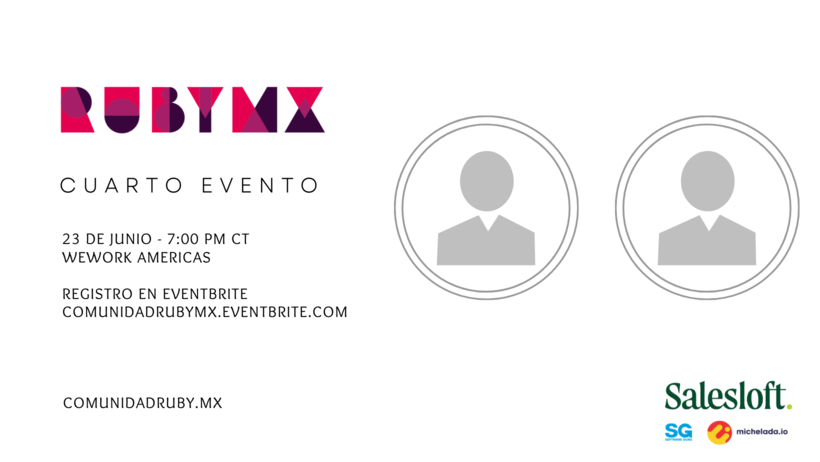 RUBYMX
CUARTO EVENTO
23 DE JUNIO - 7:00 PM CT
WEWORK AMERICAS
REGISTRO EN EVENTBRITE
COMUNIDADRUBYMX.EVENTBRITE.COM
COMUNIDADRUBY.MX
Salesloft.
SG
michelada.io